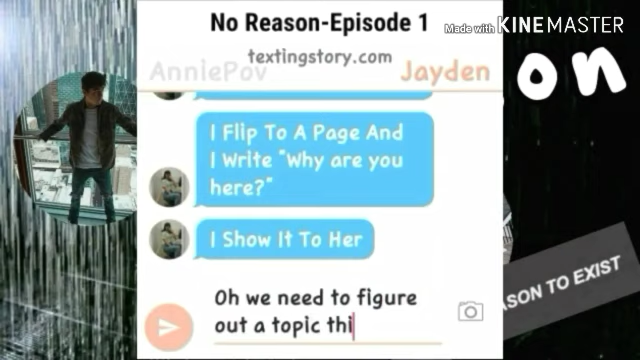 No Reason-Episode 1
Made with KINEMASTER
textingstory.com
AnniePov
Jayden
on
I Flip To A Page And
I Write "Why are you
here?"
I Show It To Her
Oh we need to figure
out a topic thi
SON TO EXIST